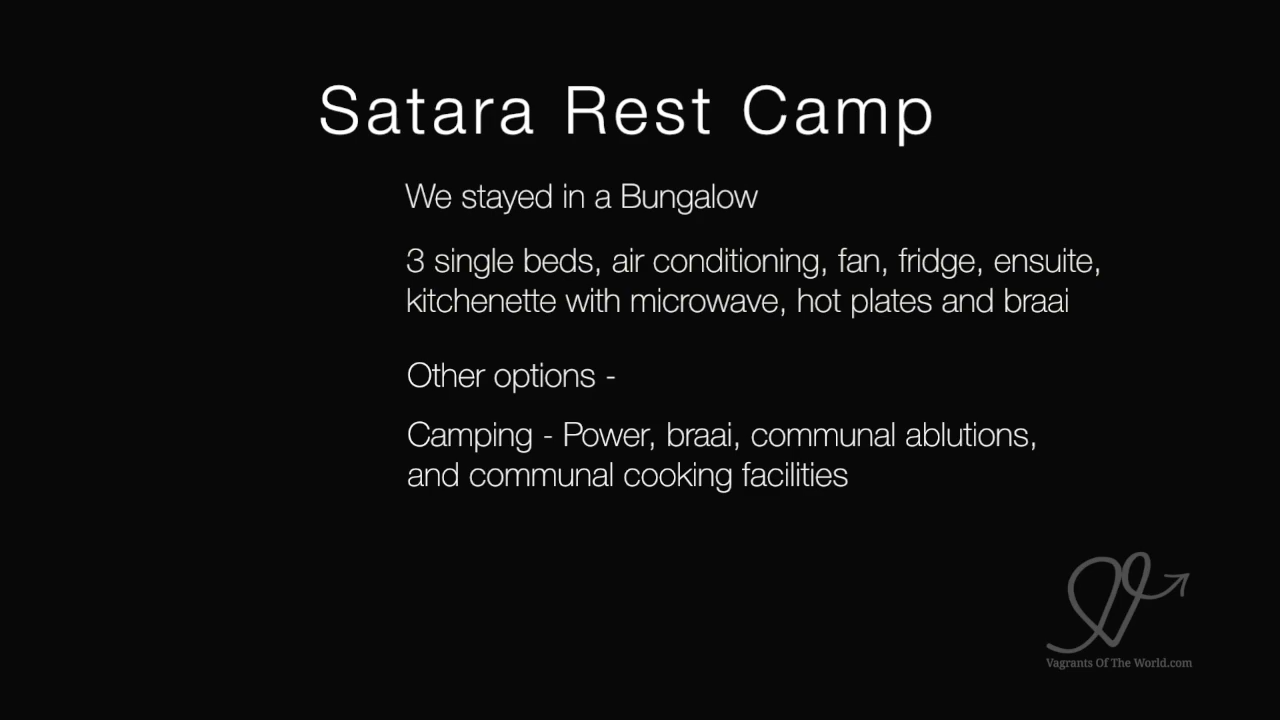 Satara Rest Camp
We stayed in a Bungalow
3 single beds, air conditioning, fan, fridge, ensuite,
kitchenette with microwave, hot plates and braai
Other options -
Camping - Power, braai, communal ablutions,
and communal cooking facilities
Vagrants Of The World.com